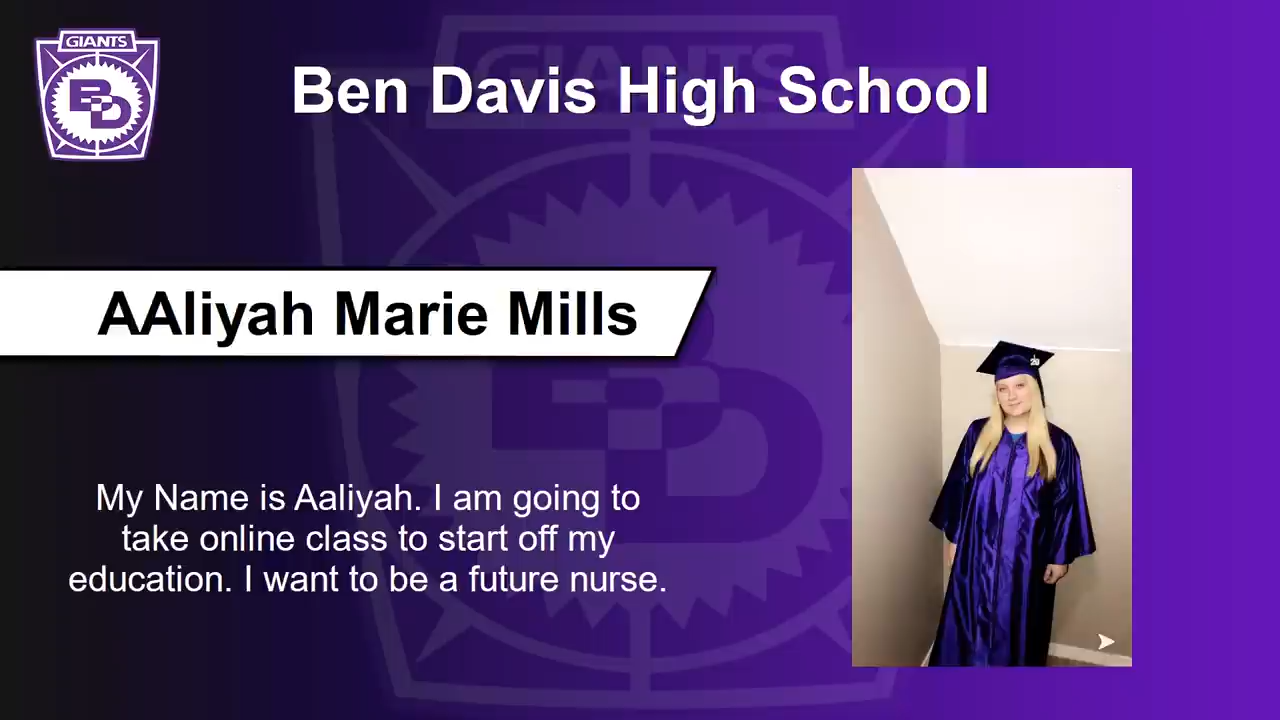 GIANTS
BD
Ben Davis High School
AAliyah Marie Mills
My Name is Aaliyah. I am going to
take online class to start off my
education. I want to be a future nurse.